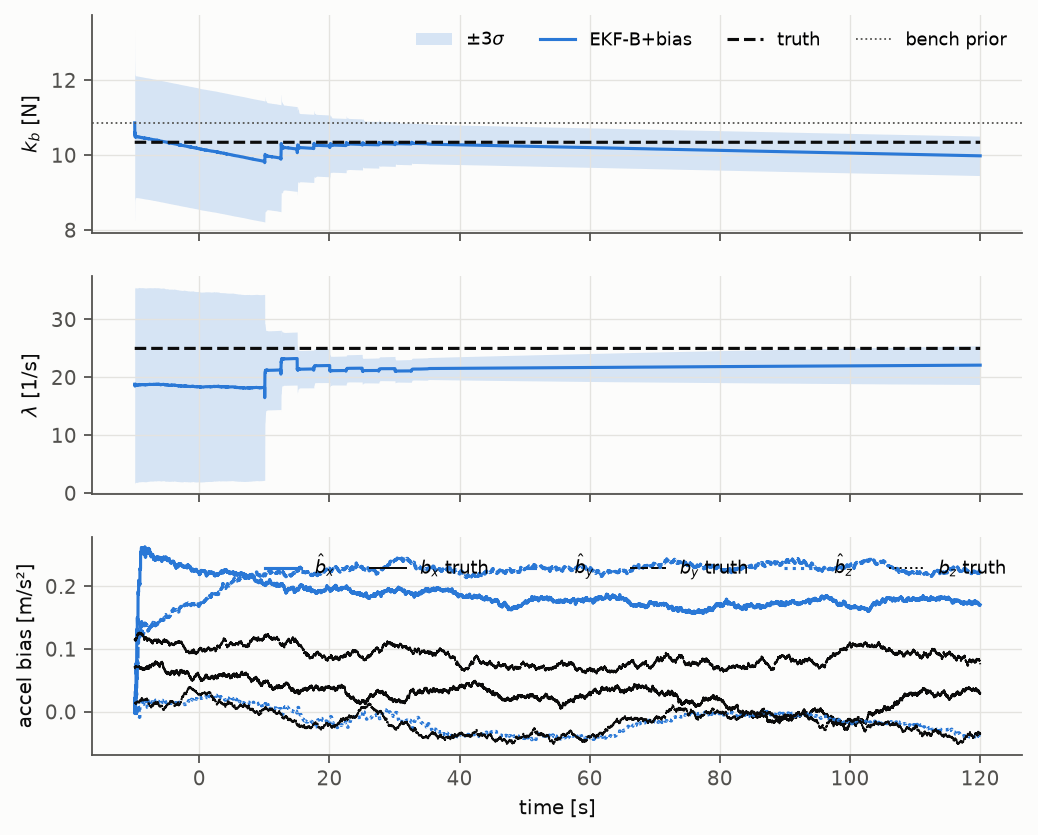 ±3σ EKF-B+bias truth bench prior
k_b [N]
12
10
8
λ [1/s]
30
20
10
0
b̂_x b_x truth b̂_y b_y truth b̂_z b_z truth
accel bias [m/s²]
0.2
0.1
0.0
0 20 40 60 80 100 120
time [s]